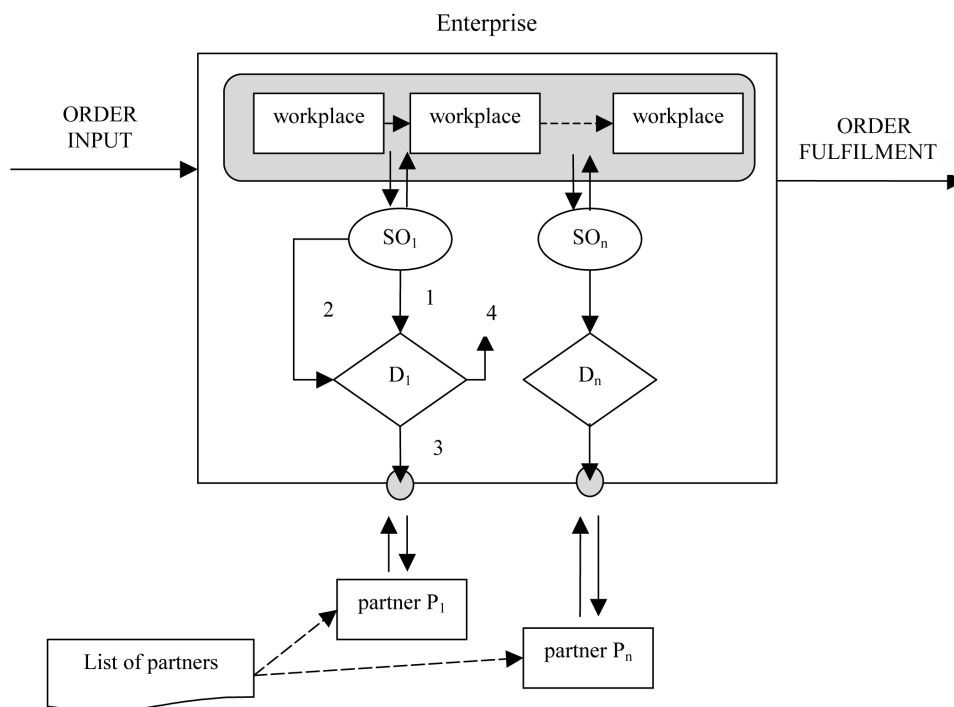 Enterprise
ORDER
INPUT
workplace
workplace
workplace
ORDER
FULFILMENT
SO₁
SOₙ
2
1
4
D₁
Dₙ
3
partner P₁
List of partners
partner Pₙ